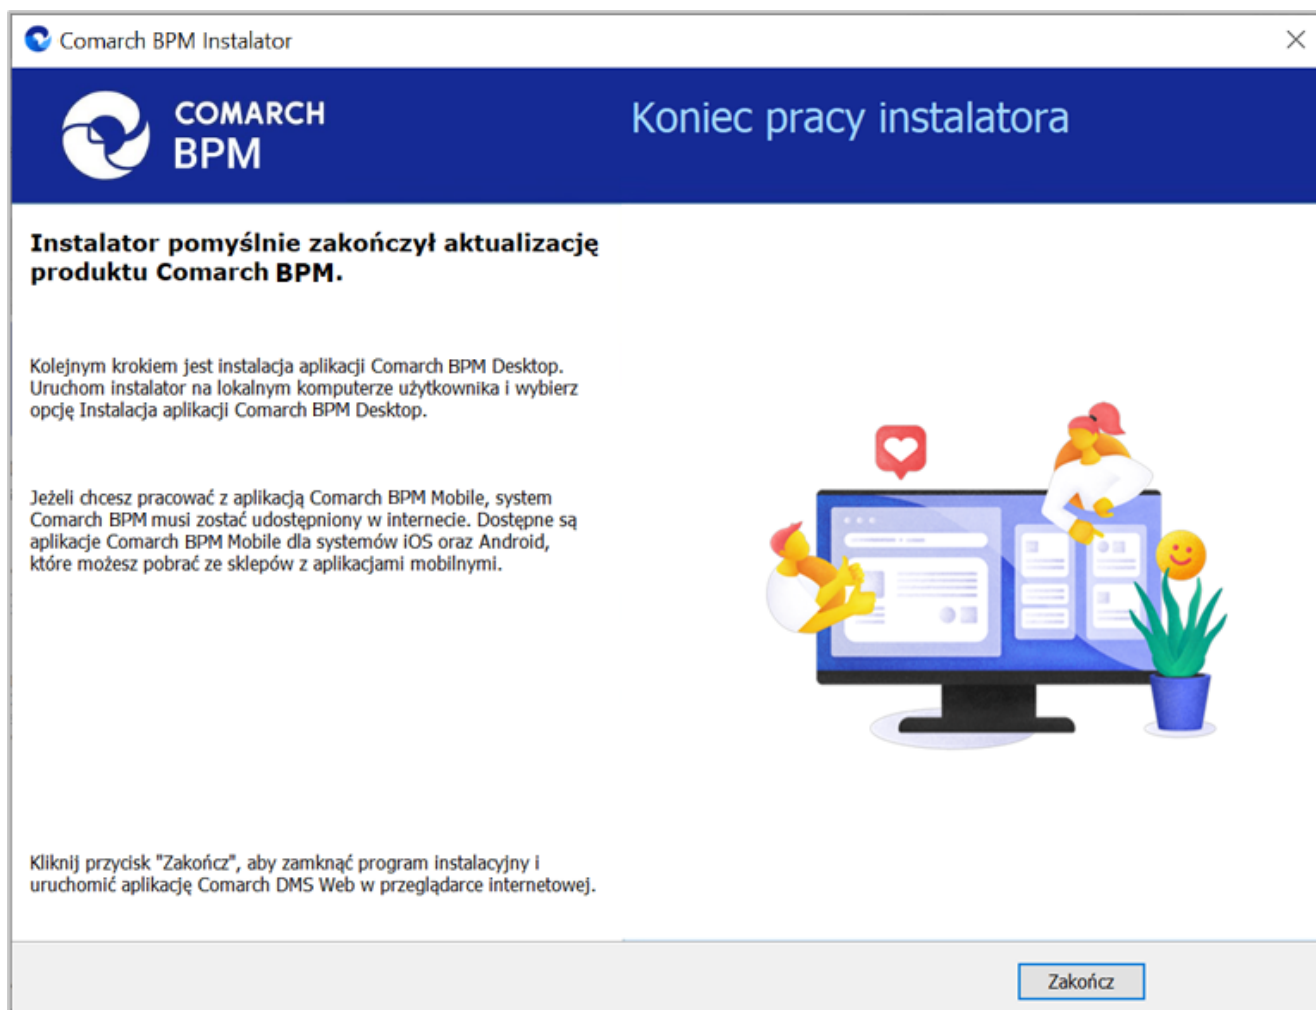 Comarch BPM Instalator
COMARCH
BPM
Koniec pracy instalatora
Instalator pomyślnie zakończył aktualizację
produktu Comarch BPM.
Kolejnym krokiem jest instalacja aplikacji Comarch BPM Desktop.
Uruchom instalator na lokalnym komputerze użytkownika i wybierz
opcję Instalacja aplikacji Comarch BPM Desktop.
Jeżeli chcesz pracować z aplikacją Comarch BPM Mobile, system
Comarch BPM musi zostać udostępniony w internecie. Dostępne są
aplikacje Comarch BPM Mobile dla systemów iOS oraz Android,
które możesz pobrać ze sklepów z aplikacjami mobilnymi.
Kliknij przycisk "Zakończ", aby zamknąć program instalacyjny i
uruchomić aplikację Comarch DMS Web w przeglądarce internetowej.
Zakończ